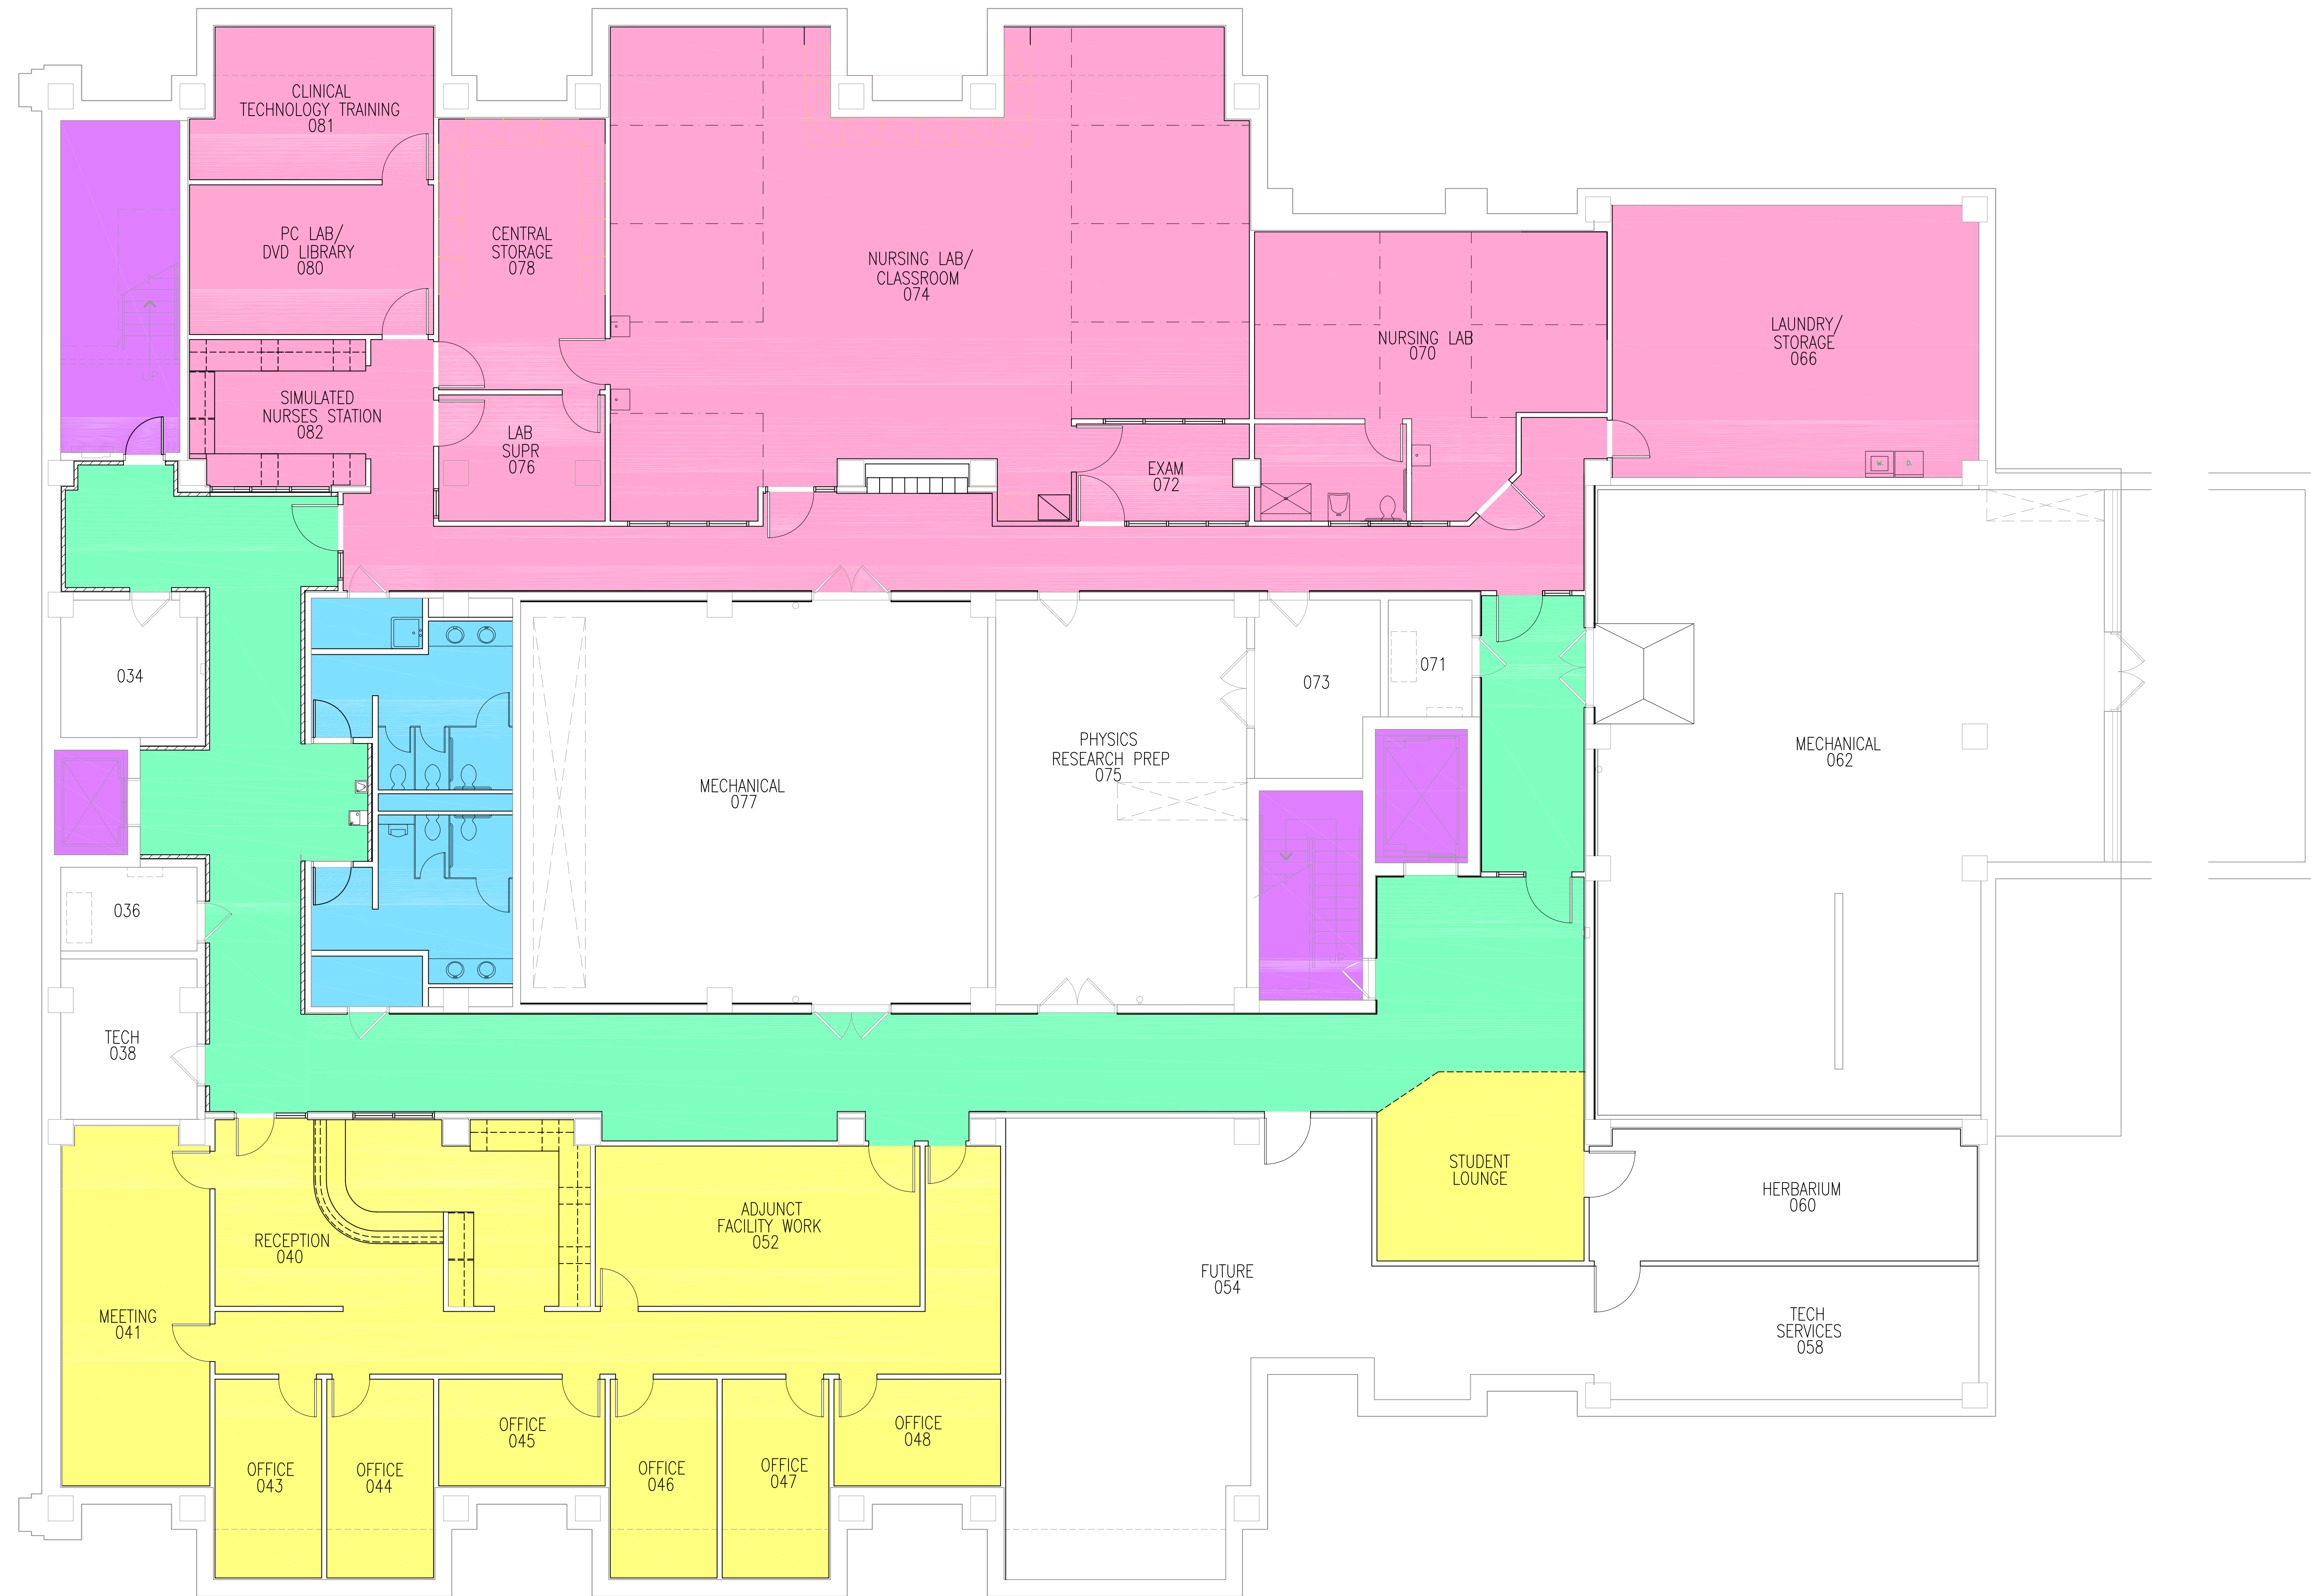 CLINICAL
TECHNOLOGY TRAINING
081
PC LAB/
DVD LIBRARY
080
CENTRAL
STORAGE
078
NURSING LAB/
CLASSROOM
074
NURSING LAB
070
LAUNDRY/
STORAGE
066
SIMULATED
NURSES STATION
082
LAB
SUPR
076
EXAM
072
034
073
071
PHYSICS
RESEARCH PREP
075
MECHANICAL
077
MECHANICAL
062
036
TECH
038
STUDENT
LOUNGE
HERBARIUM
060
ADJUNCT
FACILITY WORK
052
RECEPTION
040
FUTURE
054
MEETING
041
TECH
SERVICES
058
OFFICE
043
OFFICE
044
OFFICE
045
OFFICE
046
OFFICE
047
OFFICE
048